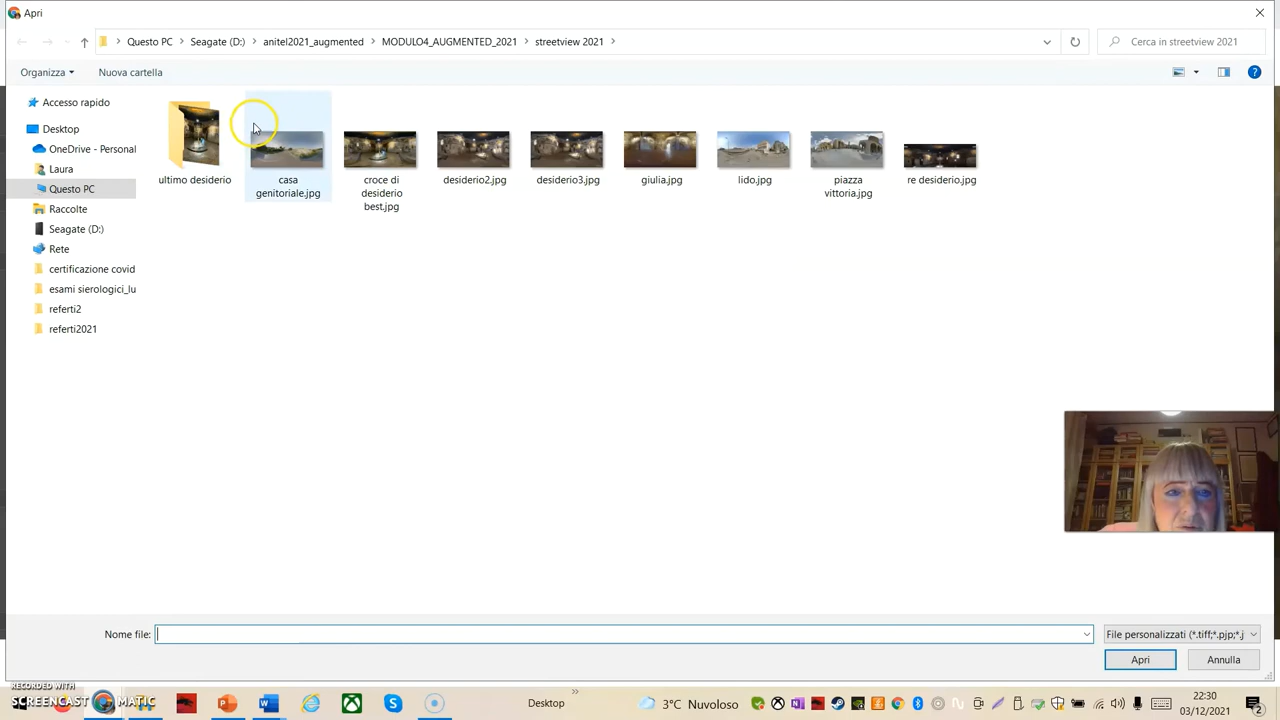 Apri
Questo PC > Seagate (D:) > anitel2021_augmented > MODULO4_AUGMENTED_2021 > streetview 2021 >
Cerca in streetview 2021
Organizza
Nuova cartella
Accesso rapido
Desktop
OneDrive - Personal
Laura
Questo PC
Raccolte
Seagate (D:)
Rete
certificazione covid
esami sierologici_lu
referti2
referti2021
ultimo desiderio
casa
genitoriale.jpg
croce di
desiderio
best.jpg
desiderio2.jpg
desiderio3.jpg
giulia.jpg
lido.jpg
piazza
vittoria.jpg
re desiderio.jpg
Nome file:
File personalizzati (*.tiff;*.pjp;*.j
Apri
Annulla
RECORDED WITH
SCREENCAST MATIC
Desktop
3°C Nuvoloso
22:30
03/12/2021
2